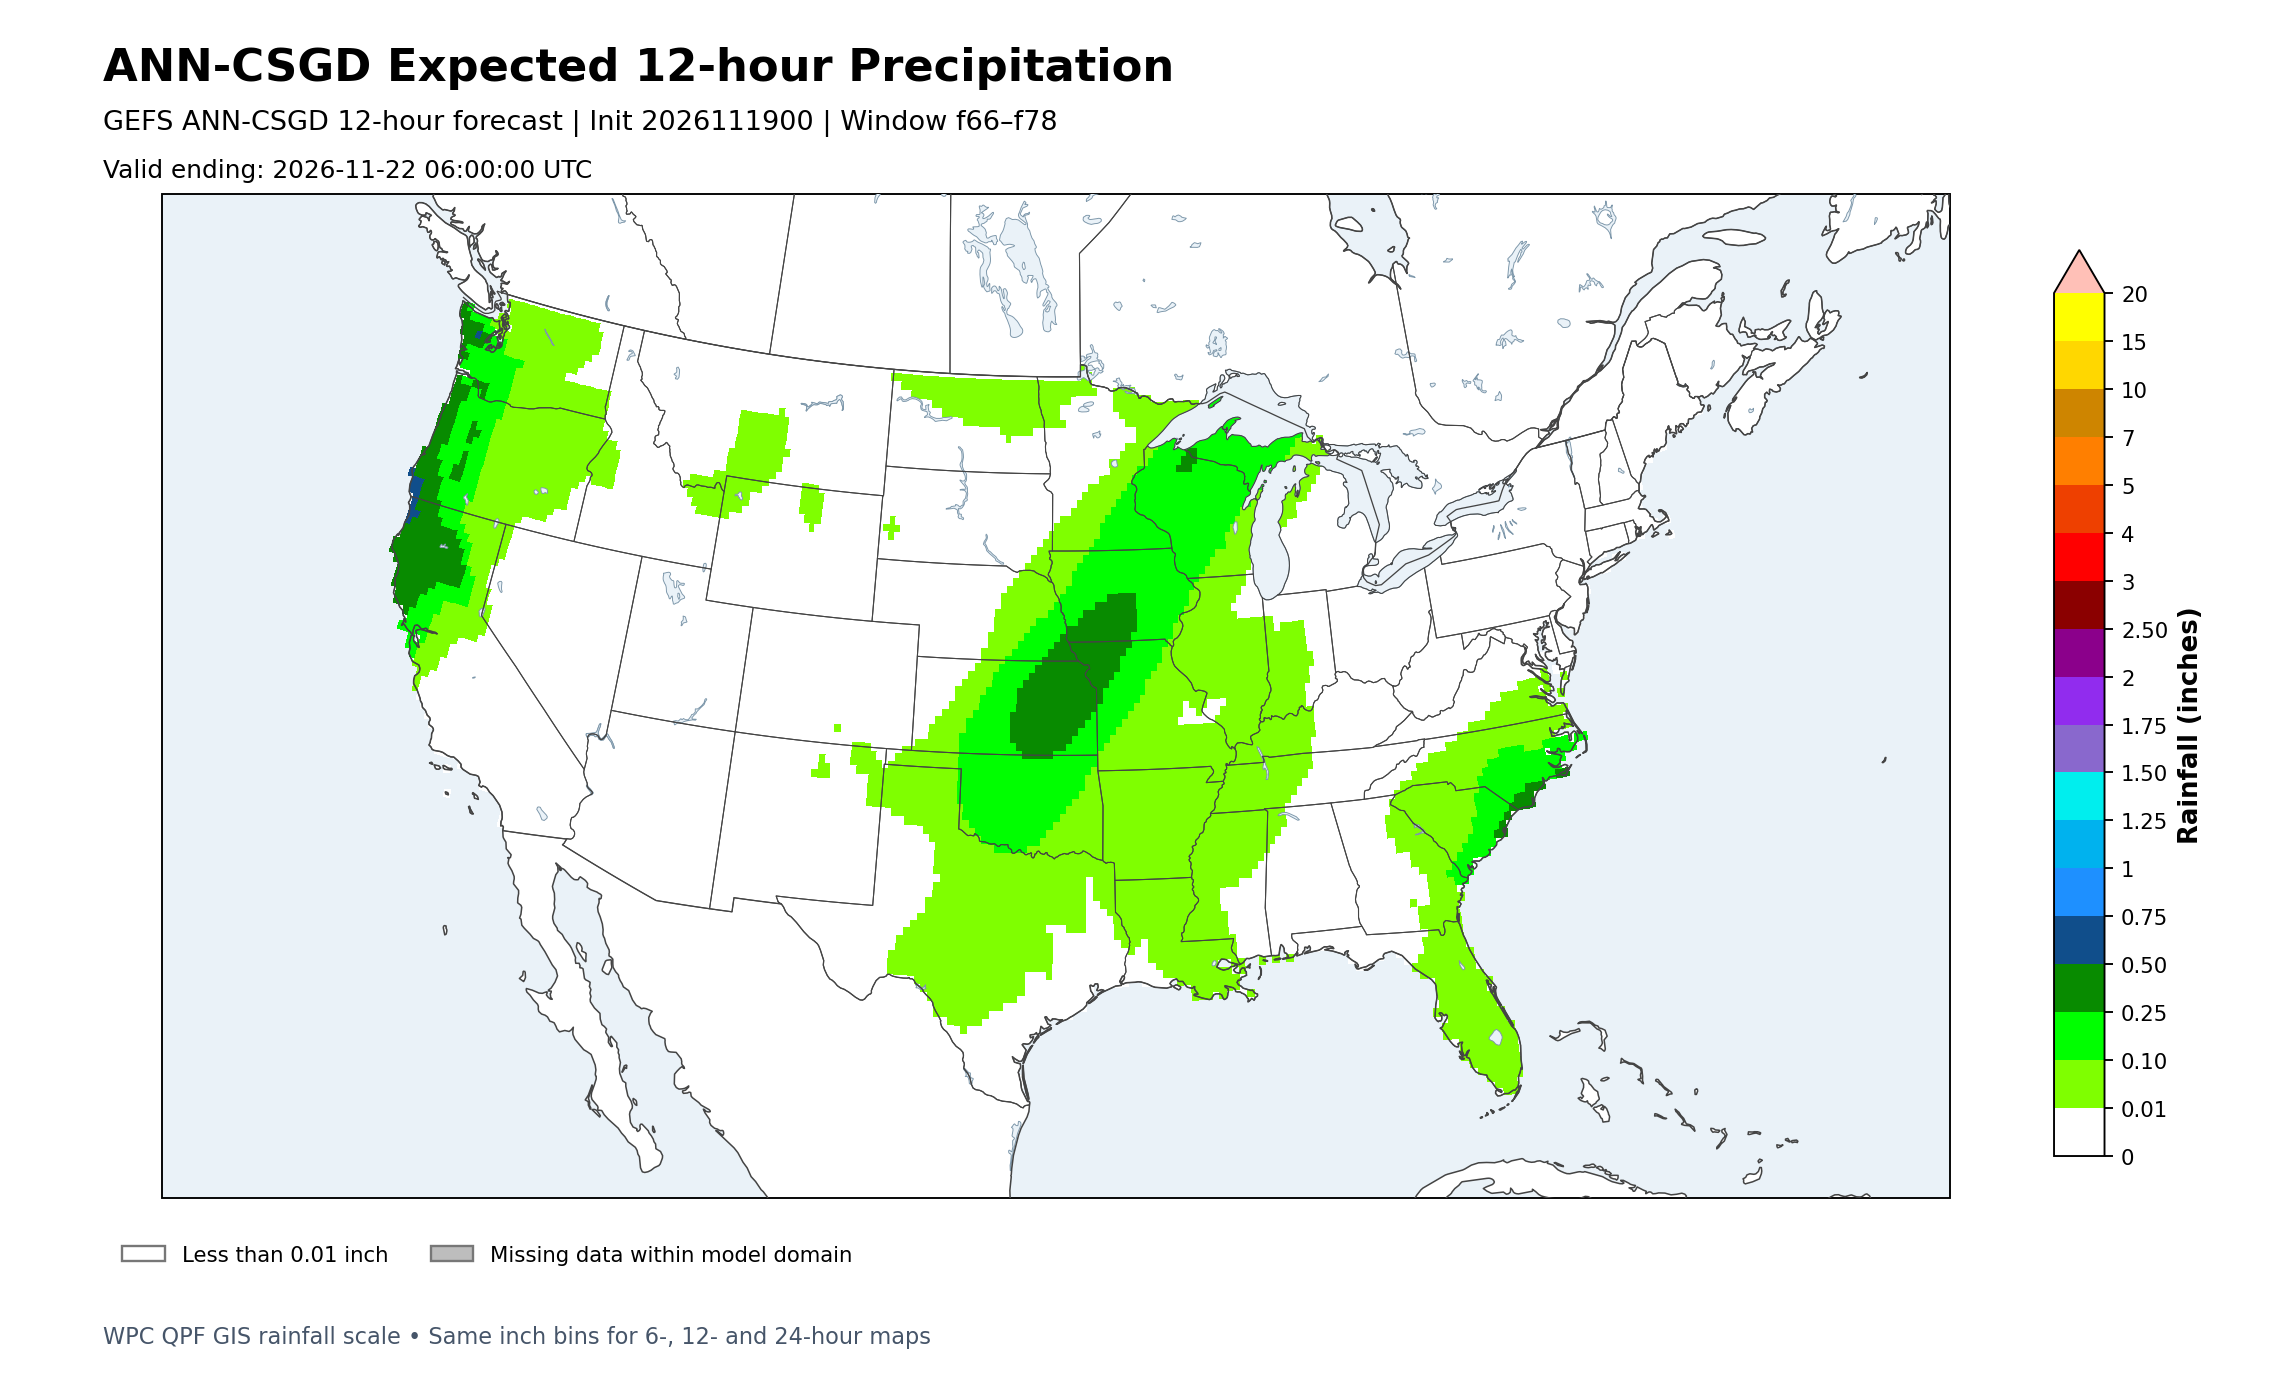 ANN-CSGD Expected 12-hour Precipitation
GEFS ANN-CSGD 12-hour forecast | Init 2026111900 | Window f66–f78
Valid ending: 2026-11-22 06:00:00 UTC
20
15
10
7
5
4
3
2.50
2
1.75
1.50
1.25
1
0.75
0.50
0.25
0.10
0.01
0
Rainfall (inches)
Less than 0.01 inch
Missing data within model domain
WPC QPF GIS rainfall scale • Same inch bins for 6-, 12- and 24-hour maps